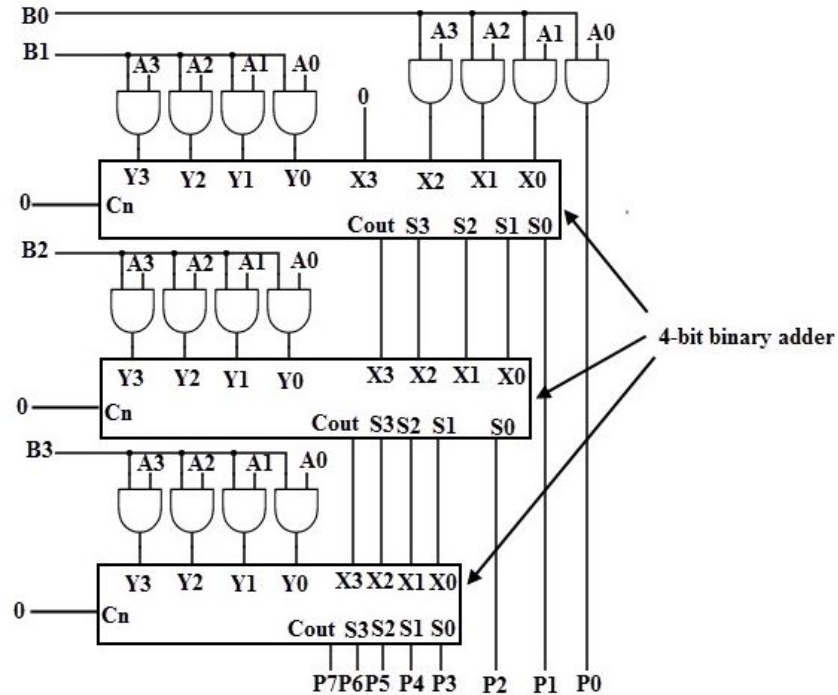 B0
A3 A2 A1 A0
B1
A3 A2 A1 A0
0
Y3 Y2 Y1 Y0 X3 X2 X1 X0
0 Cn
Cout S3 S2 S1 S0
B2
A3 A2 A1 A0
4-bit binary adder
Y3 Y2 Y1 Y0 X3 X2 X1 X0
0 Cn
Cout S3 S2 S1 S0
B3
A3 A2 A1 A0
Y3 Y2 Y1 Y0 X3 X2 X1 X0
0 Cn
Cout S3 S2 S1 S0
P7 P6 P5 P4 P3 P2 P1 P0